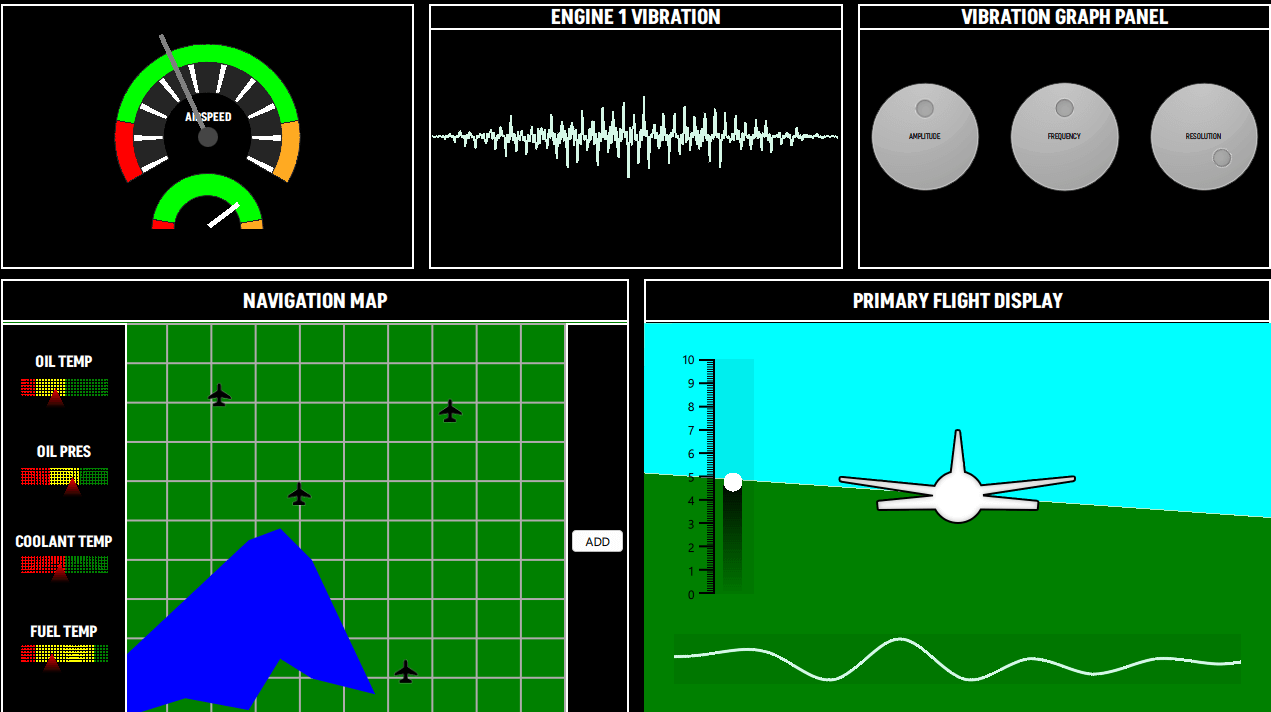 AIRSPEED
ENGINE 1 VIBRATION
VIBRATION GRAPH PANEL
AMPLITUDE
FREQUENCY
RESOLUTION
NAVIGATION MAP
OIL TEMP
OIL PRES
COOLANT TEMP
FUEL TEMP
ADD
PRIMARY FLIGHT DISPLAY
10
9
8
7
6
5
4
3
2
1
0